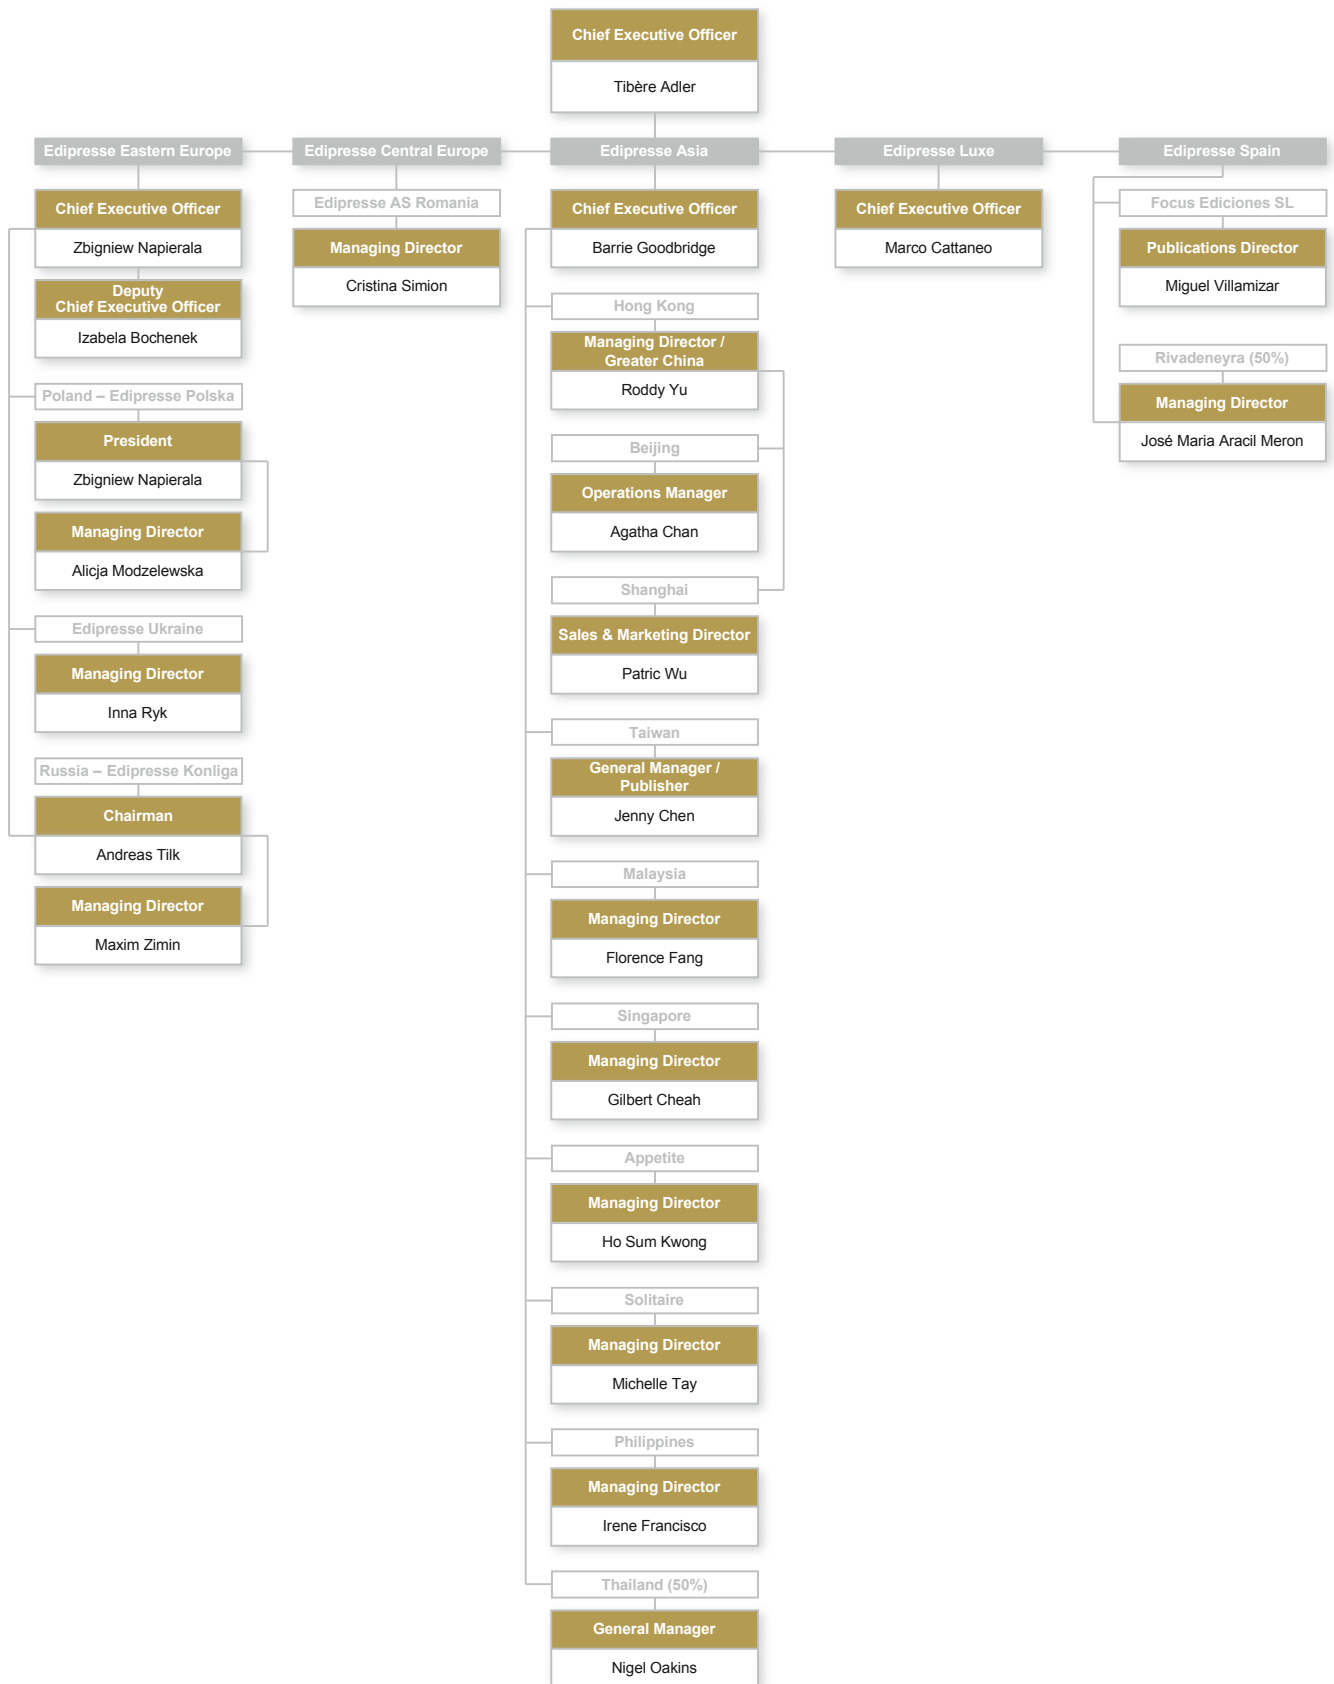 Chief Executive Officer
Tibère Adler
Edipresse Eastern Europe
Chief Executive Officer
Zbigniew Napierala
Deputy
Chief Executive Officer
Izabela Bochenek
Poland – Edipresse Polska
President
Zbigniew Napierala
Managing Director
Alicja Modzelewska
Edipresse Ukraine
Managing Director
Inna Ryk
Russia – Edipresse Konliga
Chairman
Andreas Tilk
Managing Director
Maxim Zimin
Edipresse Central Europe
Edipresse AS Romania
Managing Director
Cristina Simion
Edipresse Asia
Chief Executive Officer
Barrie Goodbridge
Hong Kong
Managing Director /
Greater China
Roddy Yu
Beijing
Operations Manager
Agatha Chan
Shanghai
Sales & Marketing Director
Patric Wu
Taiwan
General Manager /
Publisher
Jenny Chen
Malaysia
Managing Director
Florence Fang
Singapore
Managing Director
Gilbert Cheah
Appetite
Managing Director
Ho Sum Kwong
Solitaire
Managing Director
Michelle Tay
Philippines
Managing Director
Irene Francisco
Thailand (50%)
General Manager
Nigel Oakins
Edipresse Luxe
Chief Executive Officer
Marco Cattaneo
Edipresse Spain
Focus Ediciones SL
Publications Director
Miguel Villamizar
Rivadeneyra (50%)
Managing Director
José Maria Aracil Meron